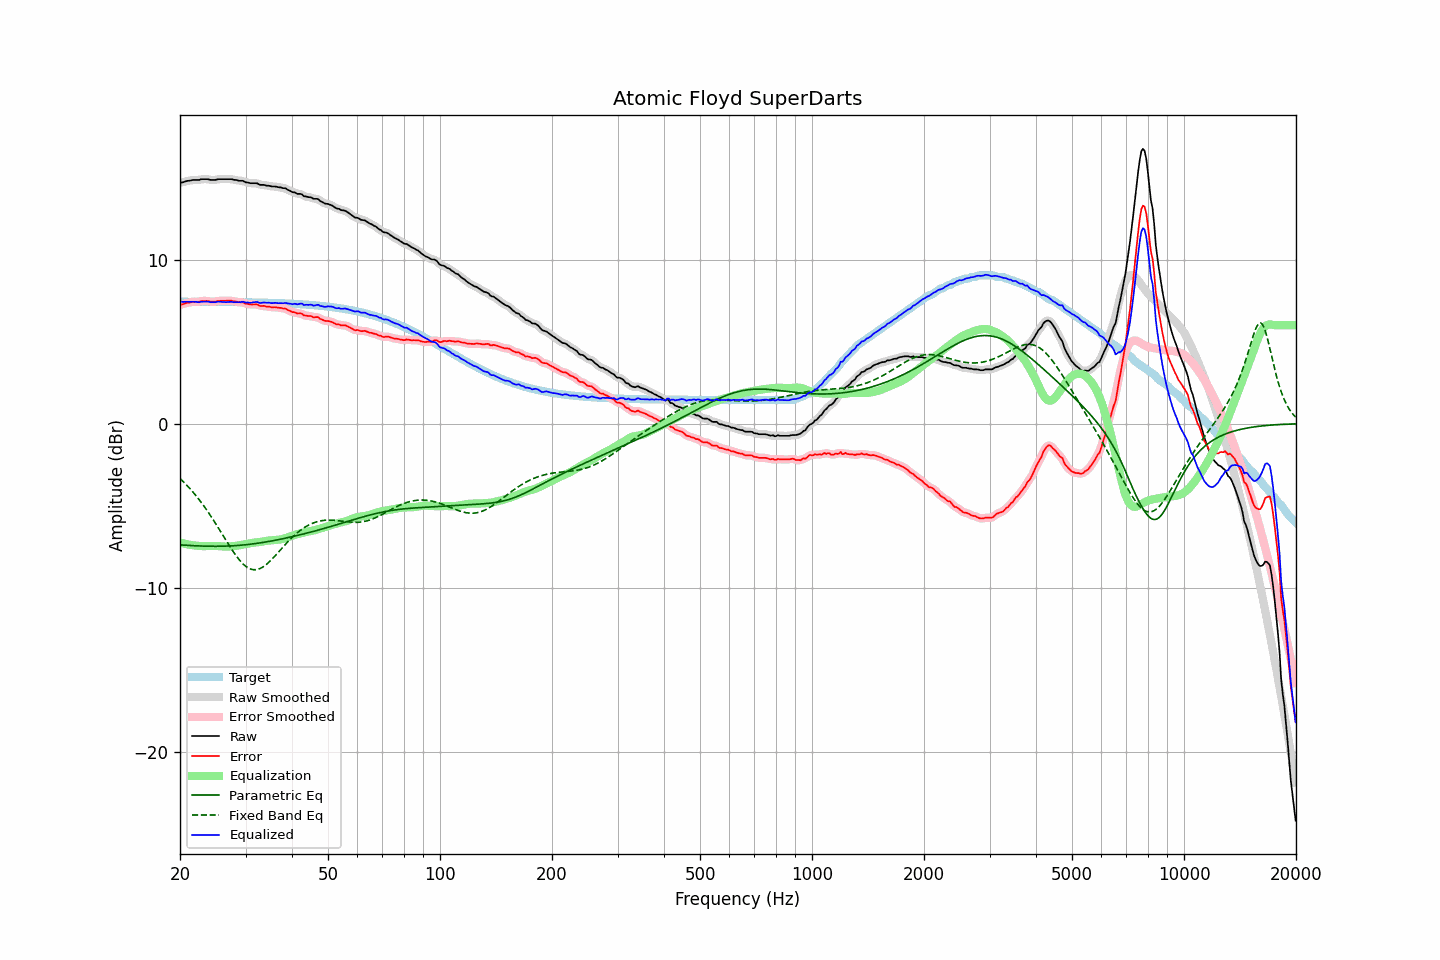 Atomic Floyd SuperDarts
Amplitude (dBr)
10
0
−10
−20
Target
Raw Smoothed
Error Smoothed
Raw
Error
Equalization
Parametric Eq
Fixed Band Eq
Equalized
20 50 100 200 500 1000 2000 5000 10000 20000
Frequency (Hz)